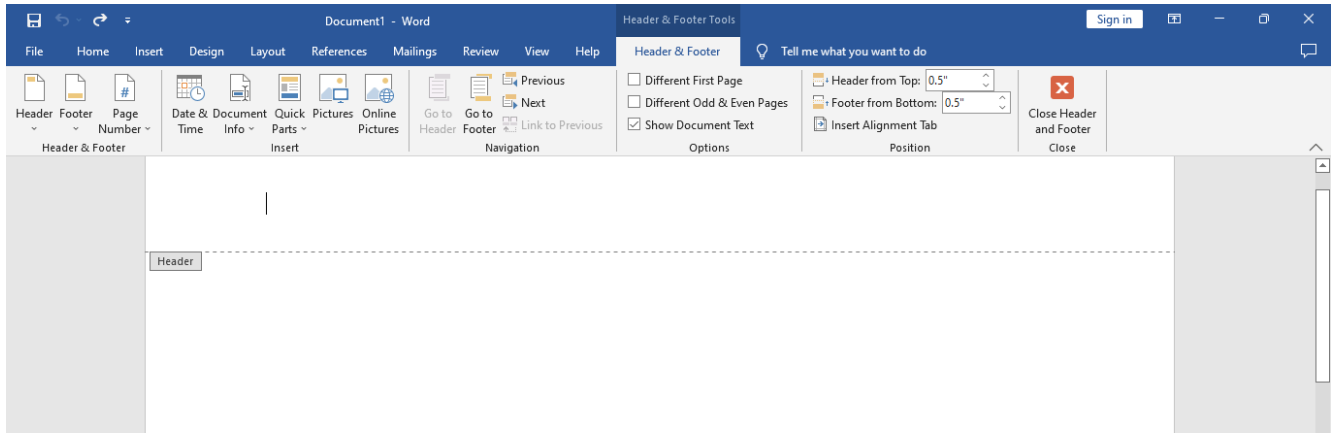 Document1 - Word
Header & Footer Tools
Sign in
File Home Insert Design Layout References Mailings Review View Help Header & Footer Tell me what you want to do
Header Footer Page Number
Date & Time Document Info Quick Parts Pictures Online Pictures
Go to Header Go to Footer
Previous
Next
Link to Previous
Different First Page
Different Odd & Even Pages
Show Document Text
Header from Top: 0.5"
Footer from Bottom: 0.5"
Insert Alignment Tab
Close Header and Footer
Header & Footer Insert Navigation Options Position Close
Header